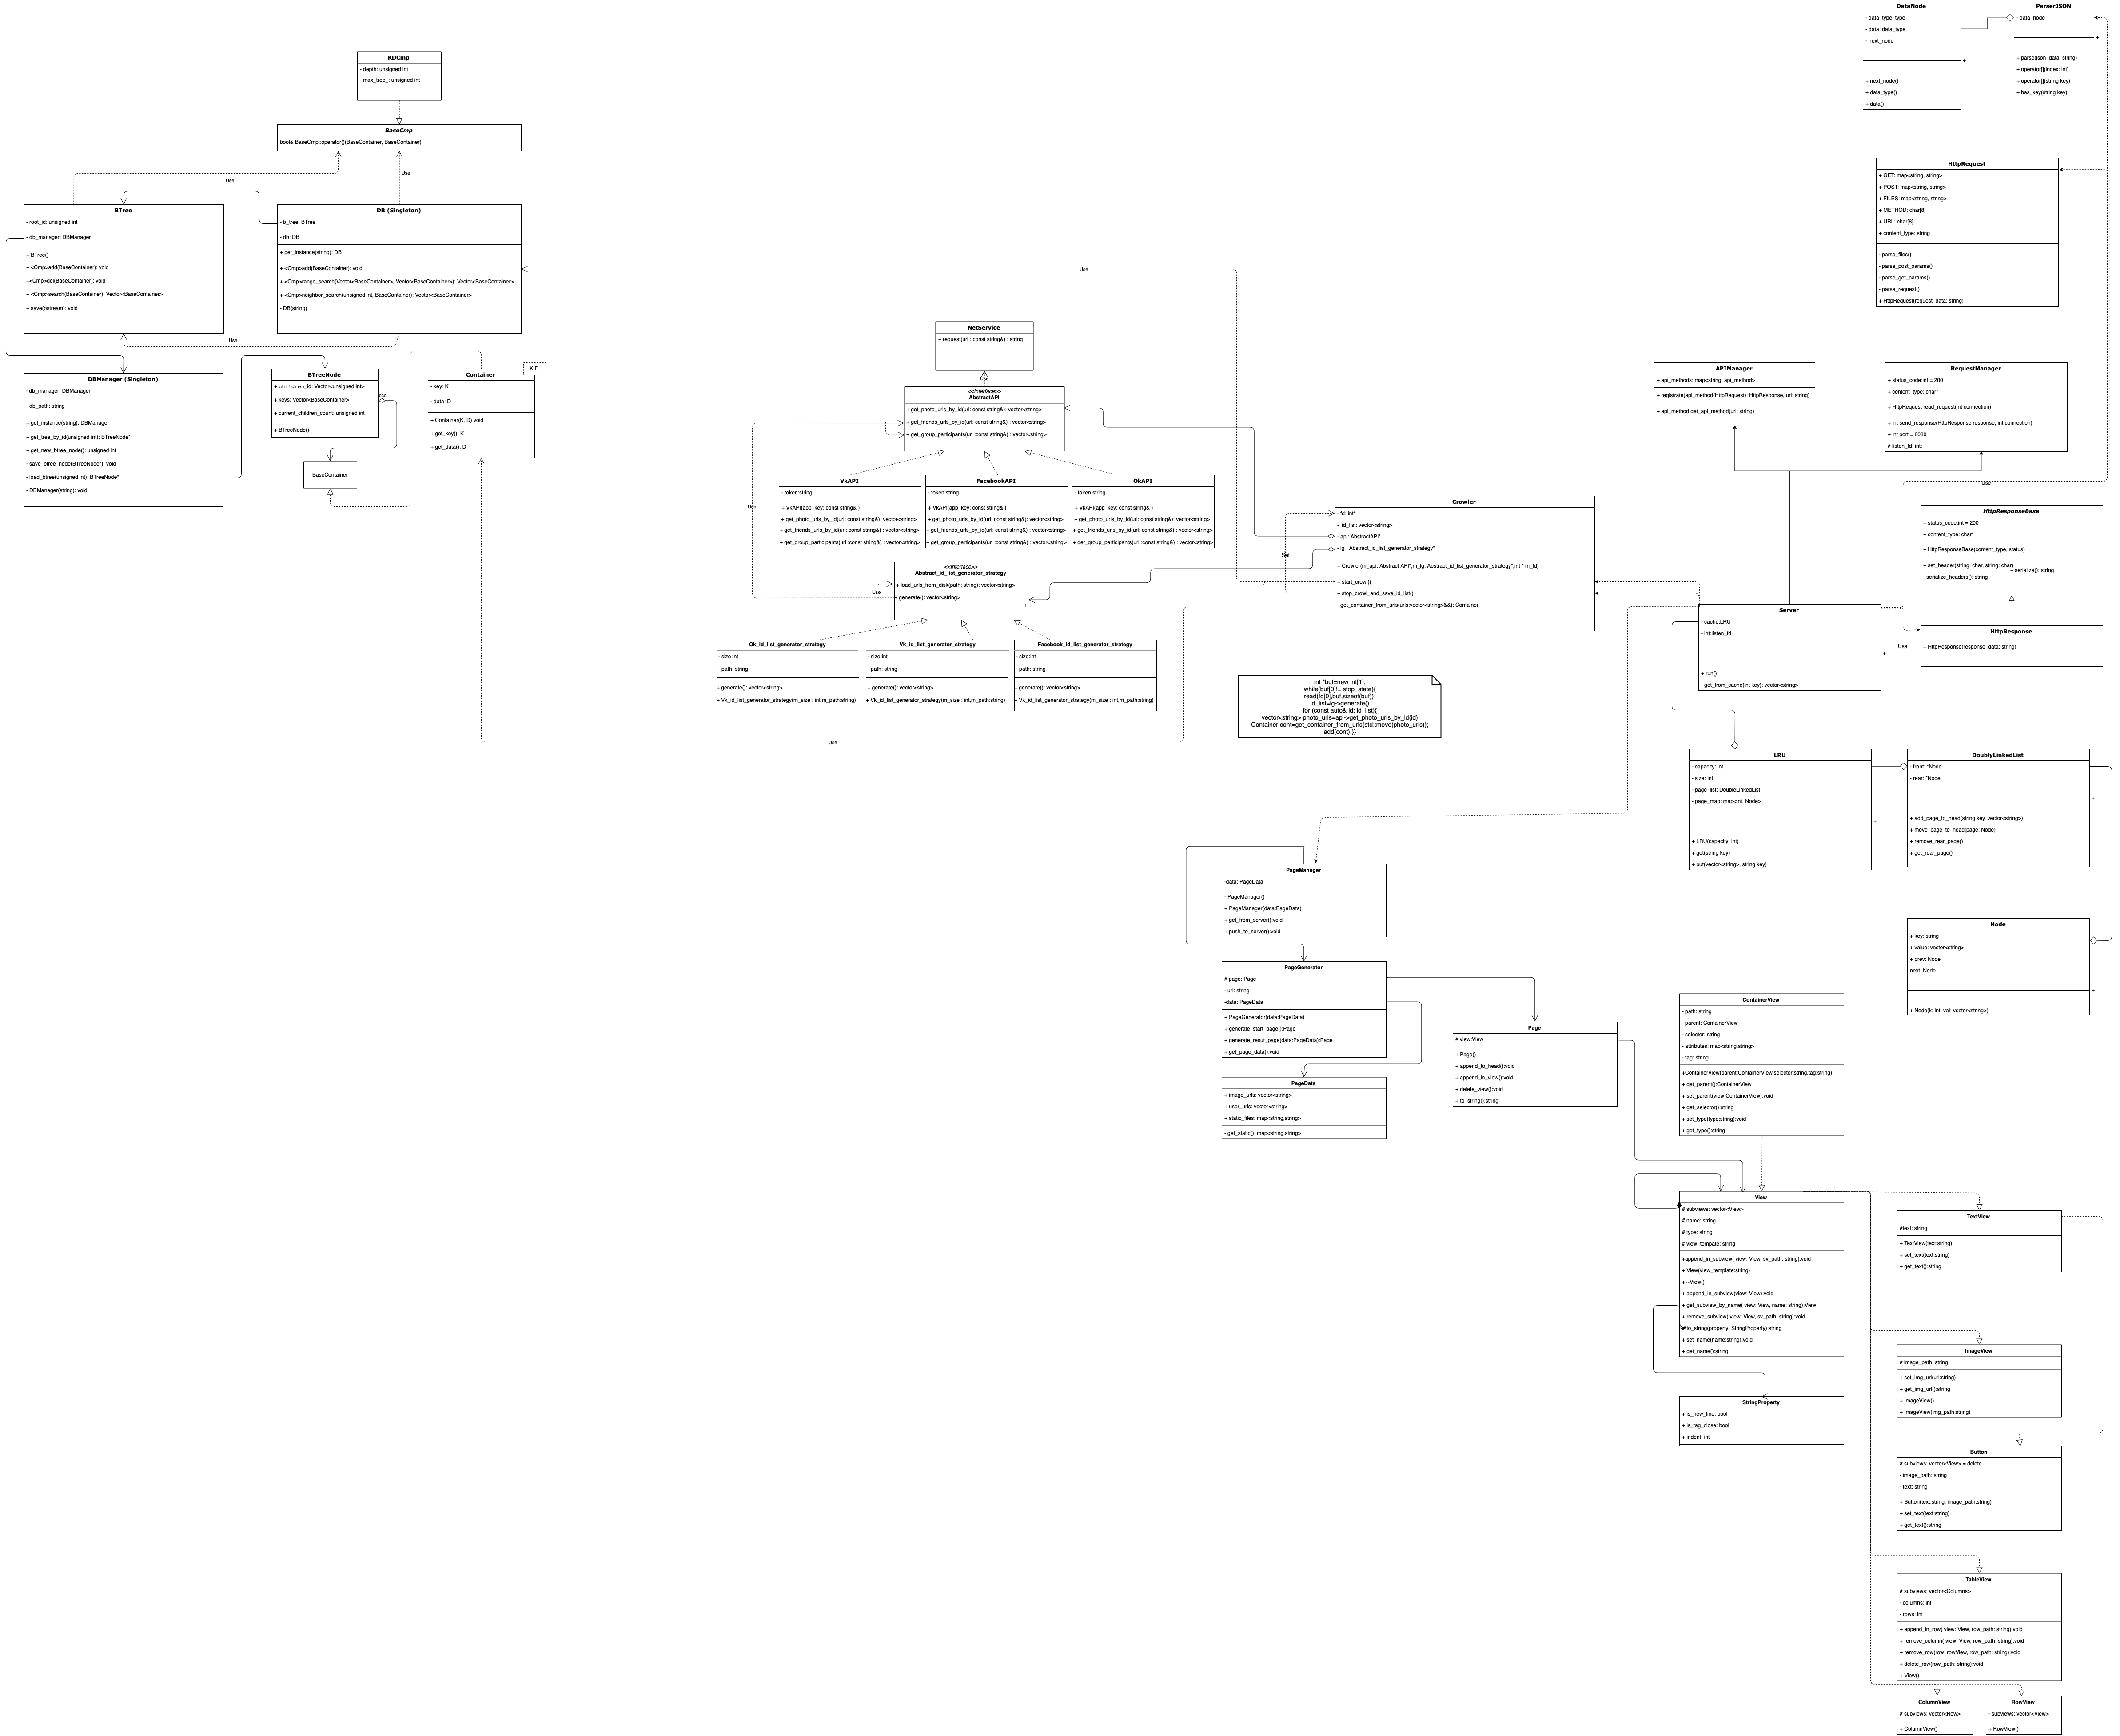 DataNode
- data_type: type
- data: data_type
- next_node
+
+ next_node()
+ data_type()
+ data()
ParserJSON
- data_node
+
+ parse(json_data: string)
+ operator[](index: int)
+ operator[](string key)
+ has_key(string key)
KDCmp
- depth: unsigned int
- max_tree_: unsigned int
BaseCmp
bool& BaseCmp::operator()(BaseContainer, BaseContainer)
Use
Use
HttpRequest
+ GET: map<string, string>
+ POST: map<string, string>
+ FILES: map<string, string>
+ METHOD: char[8]
+ URL: char[8]
+ content_type: string
- parse_files()
- parse_post_params()
- parse_get_params()
- parse_request()
+ HttpRequest(request_data: string)
BTree
- root_id: unsigned int
- db_manager: DBManager
+ BTree()
+ <Cmp>add(BaseContainer): void
+<Cmp>del(BaseContainer): void
+ <Cmp>search(BaseContainer): Vector<BaseContainer>
+ save(ostream): void
DB (Singleton)
- b_tree: BTree
- db: DB
+ get_instance(string): DB
+ <Cmp>add(BaseContainer): void
+ <Cmp>range_search(Vector<BaseContainer>, Vector<BaseContainer>): Vector<BaseContainer>
+ <Cmp>neighbor_search(unsigned int, BaseContainer): Vector<BaseContainer>
- DB(string)
Use
Use
NetService
+ request(url : const string&) : string
Use
DBManager (Singleton)
- db_manager: DBManager
- db_path: string
+ get_instance(string): DBManager
+ get_tree_by_id(unsigned int): BTreeNode*
+ get_new_btree_node(): unsigned int
- save_btree_node(BTreeNode*): void
- load_btree(unsigned int): BTreeNode*
- DBManager(string): void
BTreeNode
+ children_id: Vector<unsigned int>
+ keys: Vector<BaseContainer>
+ current_children_count: unsigned int
+ BTreeNode()
BaseContainer
K,D
Container
- key: K
- data: D
+ Container(K, D) void
+ get_key(): K
+ get_data(): D
<<Interface>>
AbstractAPI
+ get_photo_urls_by_id(url: const string&): vector<string>
+ get_friends_urls_by_id(url: const string&) : vector<string>
+ get_group_participants(url :const string&) : vector<string>
APIManager
+ api_methods: map<string, api_method>
+ registrate(api_method(HttpRequest): HttpResponse, url: string)
+ api_method get_api_method(url: string)
RequestManager
+ status_code:int = 200
+ content_type: char*
+ HttpRequest read_request(int connection)
+ int send_response(HttpResponse response, int connection)
+ int port = 8080
# listen_fd: int;
Use
VkAPI
- token:string
+ VkAPI(app_key: const string& )
+ get_photo_urls_by_id(url: const string&): vector<string>
+ get_friends_urls_by_id(url: const string&) : vector<string>
+ get_group_participants(url :const string&) : vector<string>
FacebookAPI
- token:string
+ VkAPI(app_key: const string& )
+ get_photo_urls_by_id(url: const string&): vector<string>
+ get_friends_urls_by_id(url: const string&) : vector<string>
+ get_group_participants(url :const string&) : vector<string>
OkAPI
- token:string
+ VkAPI(app_key: const string& )
+ get_photo_urls_by_id(url: const string&): vector<string>
+ get_friends_urls_by_id(url: const string&) : vector<string>
+ get_group_participants(url :const string&) : vector<string>
Use
Crowler
- fd: int*
- id_list: vector<string>
- api: AbstractAPI*
- lg : Abstract_id_list_generator_strategy*
+ Crowler(m_api: Abstract API*,m_lg: Abstract_id_list_generator_strategy*,int * m_fd)
+ start_crowl()
+ stop_crowl_and_save_id_list()
- get_container_from_urls(urls:vector<string>&&): Container
Set
HttpResponseBase
+ status_code:int = 200
+ content_type: char*
+ HttpResponseBase(content_type, status)
+ set_header(string: char, string: char)
+ serialize(): string
- serialize_headers(): string
<<Interface>>
Abstract_id_list_generator_strategy
+ load_urls_from_disk(path: string): vector<string>
+ generate(): vector<string>
Use
Server
- cache:LRU
- int:listen_fd
+
+ run()
- get_from_cache(int key): vector<string>
Use
HttpResponse
+ HttpResponse(response_data: string)
Ok_id_list_generator_strategy
- size:int
- path: string
+ generate(): vector<string>
+ Vk_id_list_generator_strategy(m_size : int,m_path:string)
Vk_id_list_generator_strategy
- size:int
- path: string
+ generate(): vector<string>
+ Vk_id_list_generator_strategy(m_size : int,m_path:string)
Facebook_id_list_generator_strategy
- size:int
- path: string
+ generate(): vector<string>
+ Vk_id_list_generator_strategy(m_size : int,m_path:string)
int *buf=new int[1];
while(buf[0]!= stop_state){
read(fd[0],buf,sizeof(buf));
id_list=lg->generate()
for (const auto& id: id_list){
vector<string> photo_urls=api->get_photo_urls_by_id(id)
Container cont=get_container_from_urls(std::move(photo_urls));
add(cont);})
Use
LRU
- capacity: int
- size: int
- page_list: DoubleLinkedList
- page_map: map<int, Node>
+
+ LRU(capacity: int)
+ get(string key)
+ put(vector<string>, string key)
DoublyLinkedList
- front: *Node
- rear: *Node
+
+ add_page_to_head(string key, vector<string>)
+ move_page_to_head(page: Node)
+ remove_rear_page()
+ get_rear_page()
PageManager
-data: PageData
- PageManager()
+ PageManager(data:PageData)
+ get_from_server():void
+ push_to_server():void
Node
+ key: string
+ value: vector<string>
+ prev: Node
next: Node
+
+ Node(k: int, val: vector<string>)
PageGenerator
# page: Page
- url: string
-data: PageData
+ PageGenerator(data:PageData)
+ generate_start_page():Page
+ generate_resut_page(data:PageData):Page
+ get_page_data():void
Page
# view:View
+ Page()
+ append_to_head():void
+ append_in_view():void
+ delete_view():void
+ to_string():string
ContainerView
- path: string
- parent: ContainerView
- selector: string
- attributes: map<string,string>
- tag: string
+ContainerView(parent:ContainerView,selector:string,tag:string)
+ get_parent():ContainerView
+ set_parent(view:ContainerView):void
+ get_selector():string
+ set_type(type:string):void
+ get_type():string
PageData
+ image_urls: vector<string>
+ user_urls: vector<string>
+ static_files: map<string,string>
- get_static(): map<string,string>
View
# subviews: vector<View>
# name: string
# type: string
# view_tempate: string
+append_in_subview( view: View, sv_path: string):void
+ View(view_template:string)
+ ~View()
+ append_in_subview(view: View):void
+ get_subview_by_name( view: View, name: string):View
+ remove_subview( view: View, sv_path: string):void
to_string(property: StringProperty):string
+ set_name(name:string):void
+ get_name():string
TextView
#text: string
+ TextView(text:string)
+ set_text(text:string)
+ get_text():string
ImageView
# image_path: string
+ set_img_url(url:string)
+ get_img_url():string
+ ImageView()
+ ImageView(img_path:string)
StringProperty
+ is_new_line: bool
+ is_tag_close: bool
+ indent: int
Button
# subviews: vector<View> = delete
- image_path: string
- text: string
+ Button(text:string, image_path:string)
+ set_text(text:string)
+ get_text():string
TableView
# subviews: vector<Columns>
- columns: int
- rows: int
+ append_in_row( view: View, row_path: string):void
+ remove_column( view: View, row_path: string):void
+ remove_row(row: rowView, row_path: string):void
+ delete_row(row_path: string):void
+ View()
ColumnView
# subviews: vector<Row>
+ ColumnView()
RowView
- subviews: vector<View>
+ RowView()